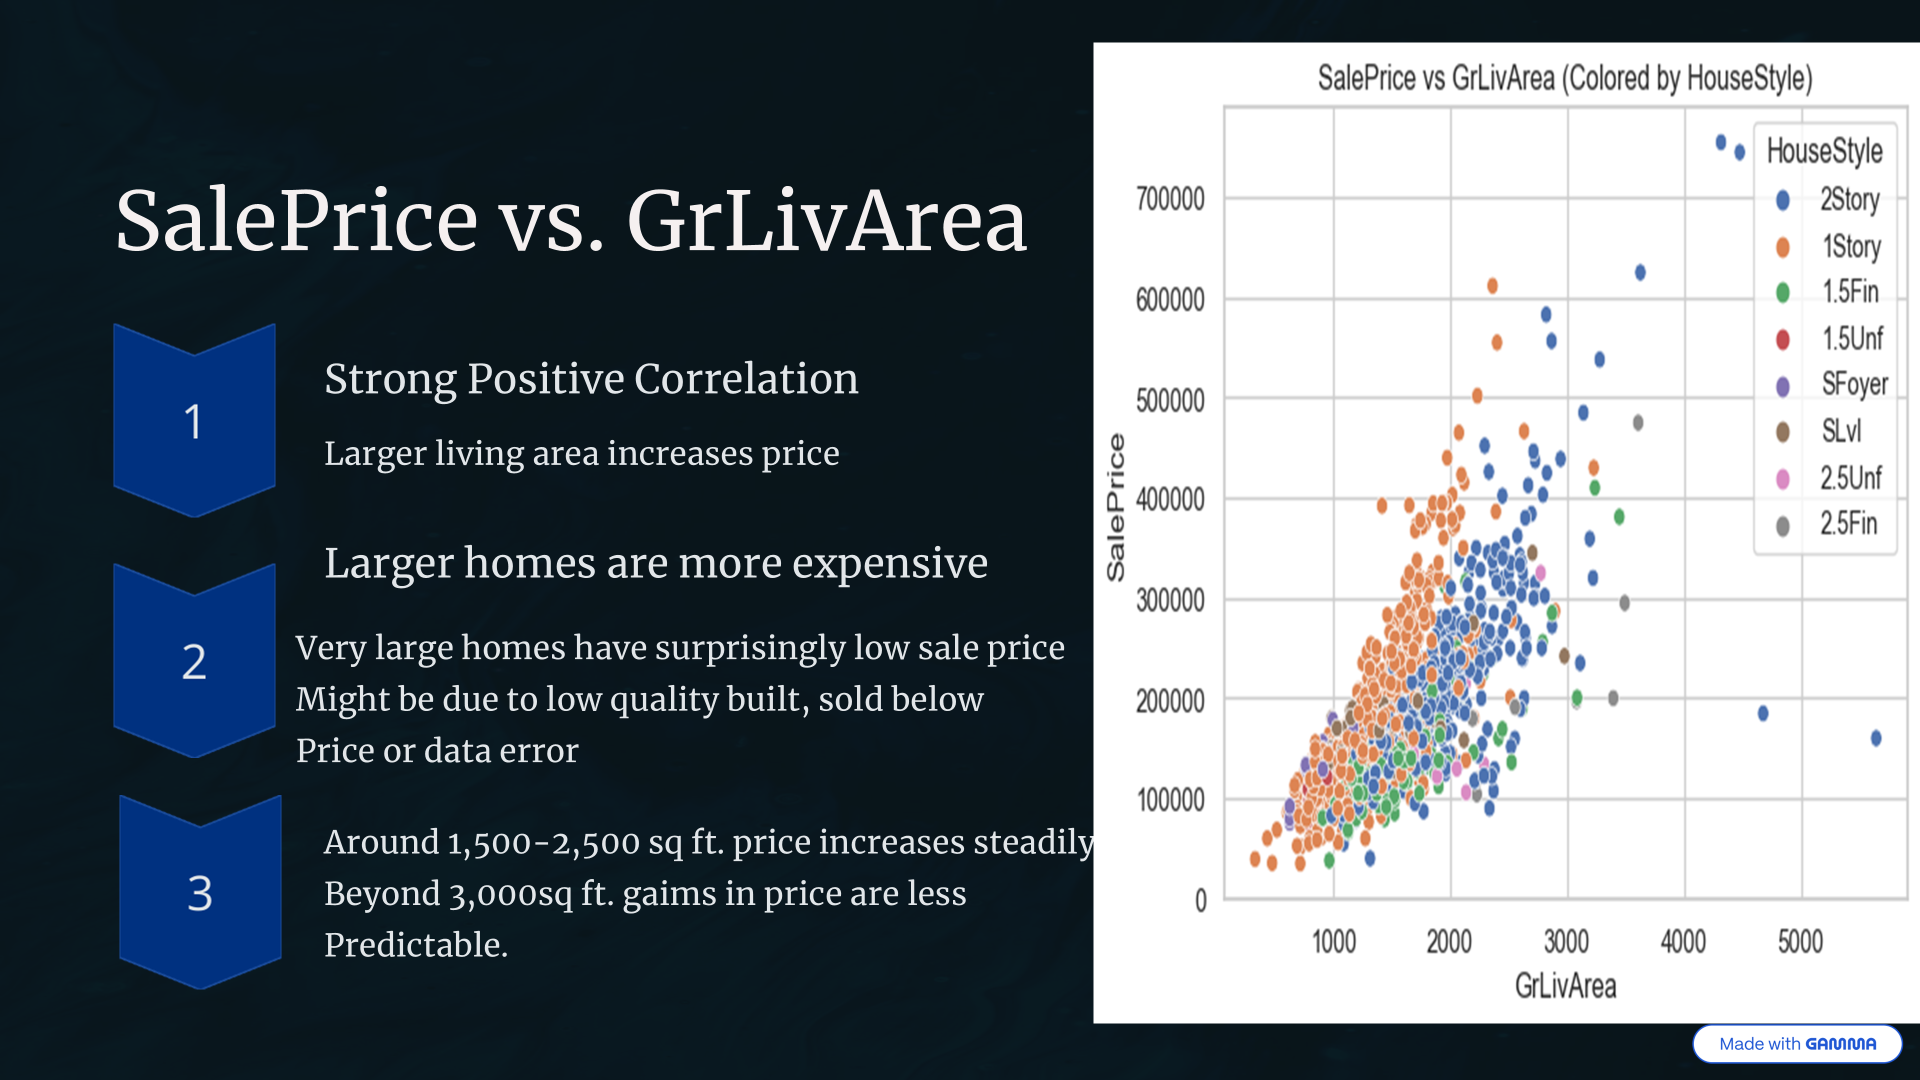 SalePrice vs. GrLivArea
1
Strong Positive Correlation
Larger living area increases price
2
Larger homes are more expensive
Very large homes have surprisingly low sale price
Might be due to low quality built, sold below
Price or data error
3
Around 1,500-2,500 sq ft. price increases steadily
Beyond 3,000sq ft. gaims in price are less
Predictable.
SalePrice vs GrLivArea (Colored by HouseStyle)
HouseStyle
2Story
1Story
1.5Fin
1.5Unf
SFoyer
SLvl
2.5Unf
2.5Fin
SalePrice
700000
600000
500000
400000
300000
200000
100000
0
1000 2000 3000 4000 5000
GrLivArea
Made with GAMMA